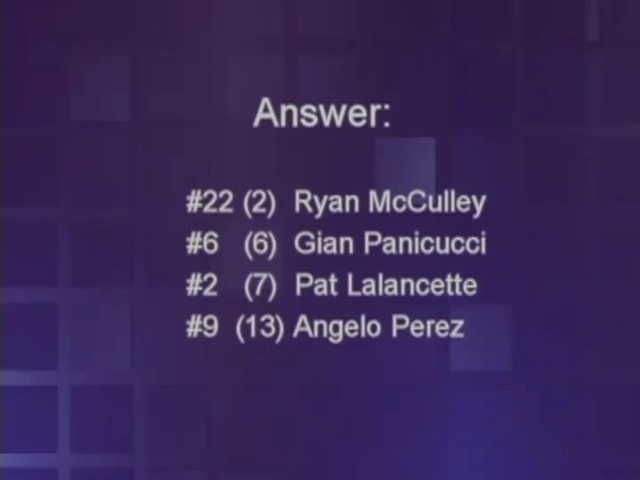 Answer:
#22 (2) Ryan McCulley
#6 (6) Gian Panicucci
#2 (7) Pat Lalancette
#9 (13) Angelo Perez